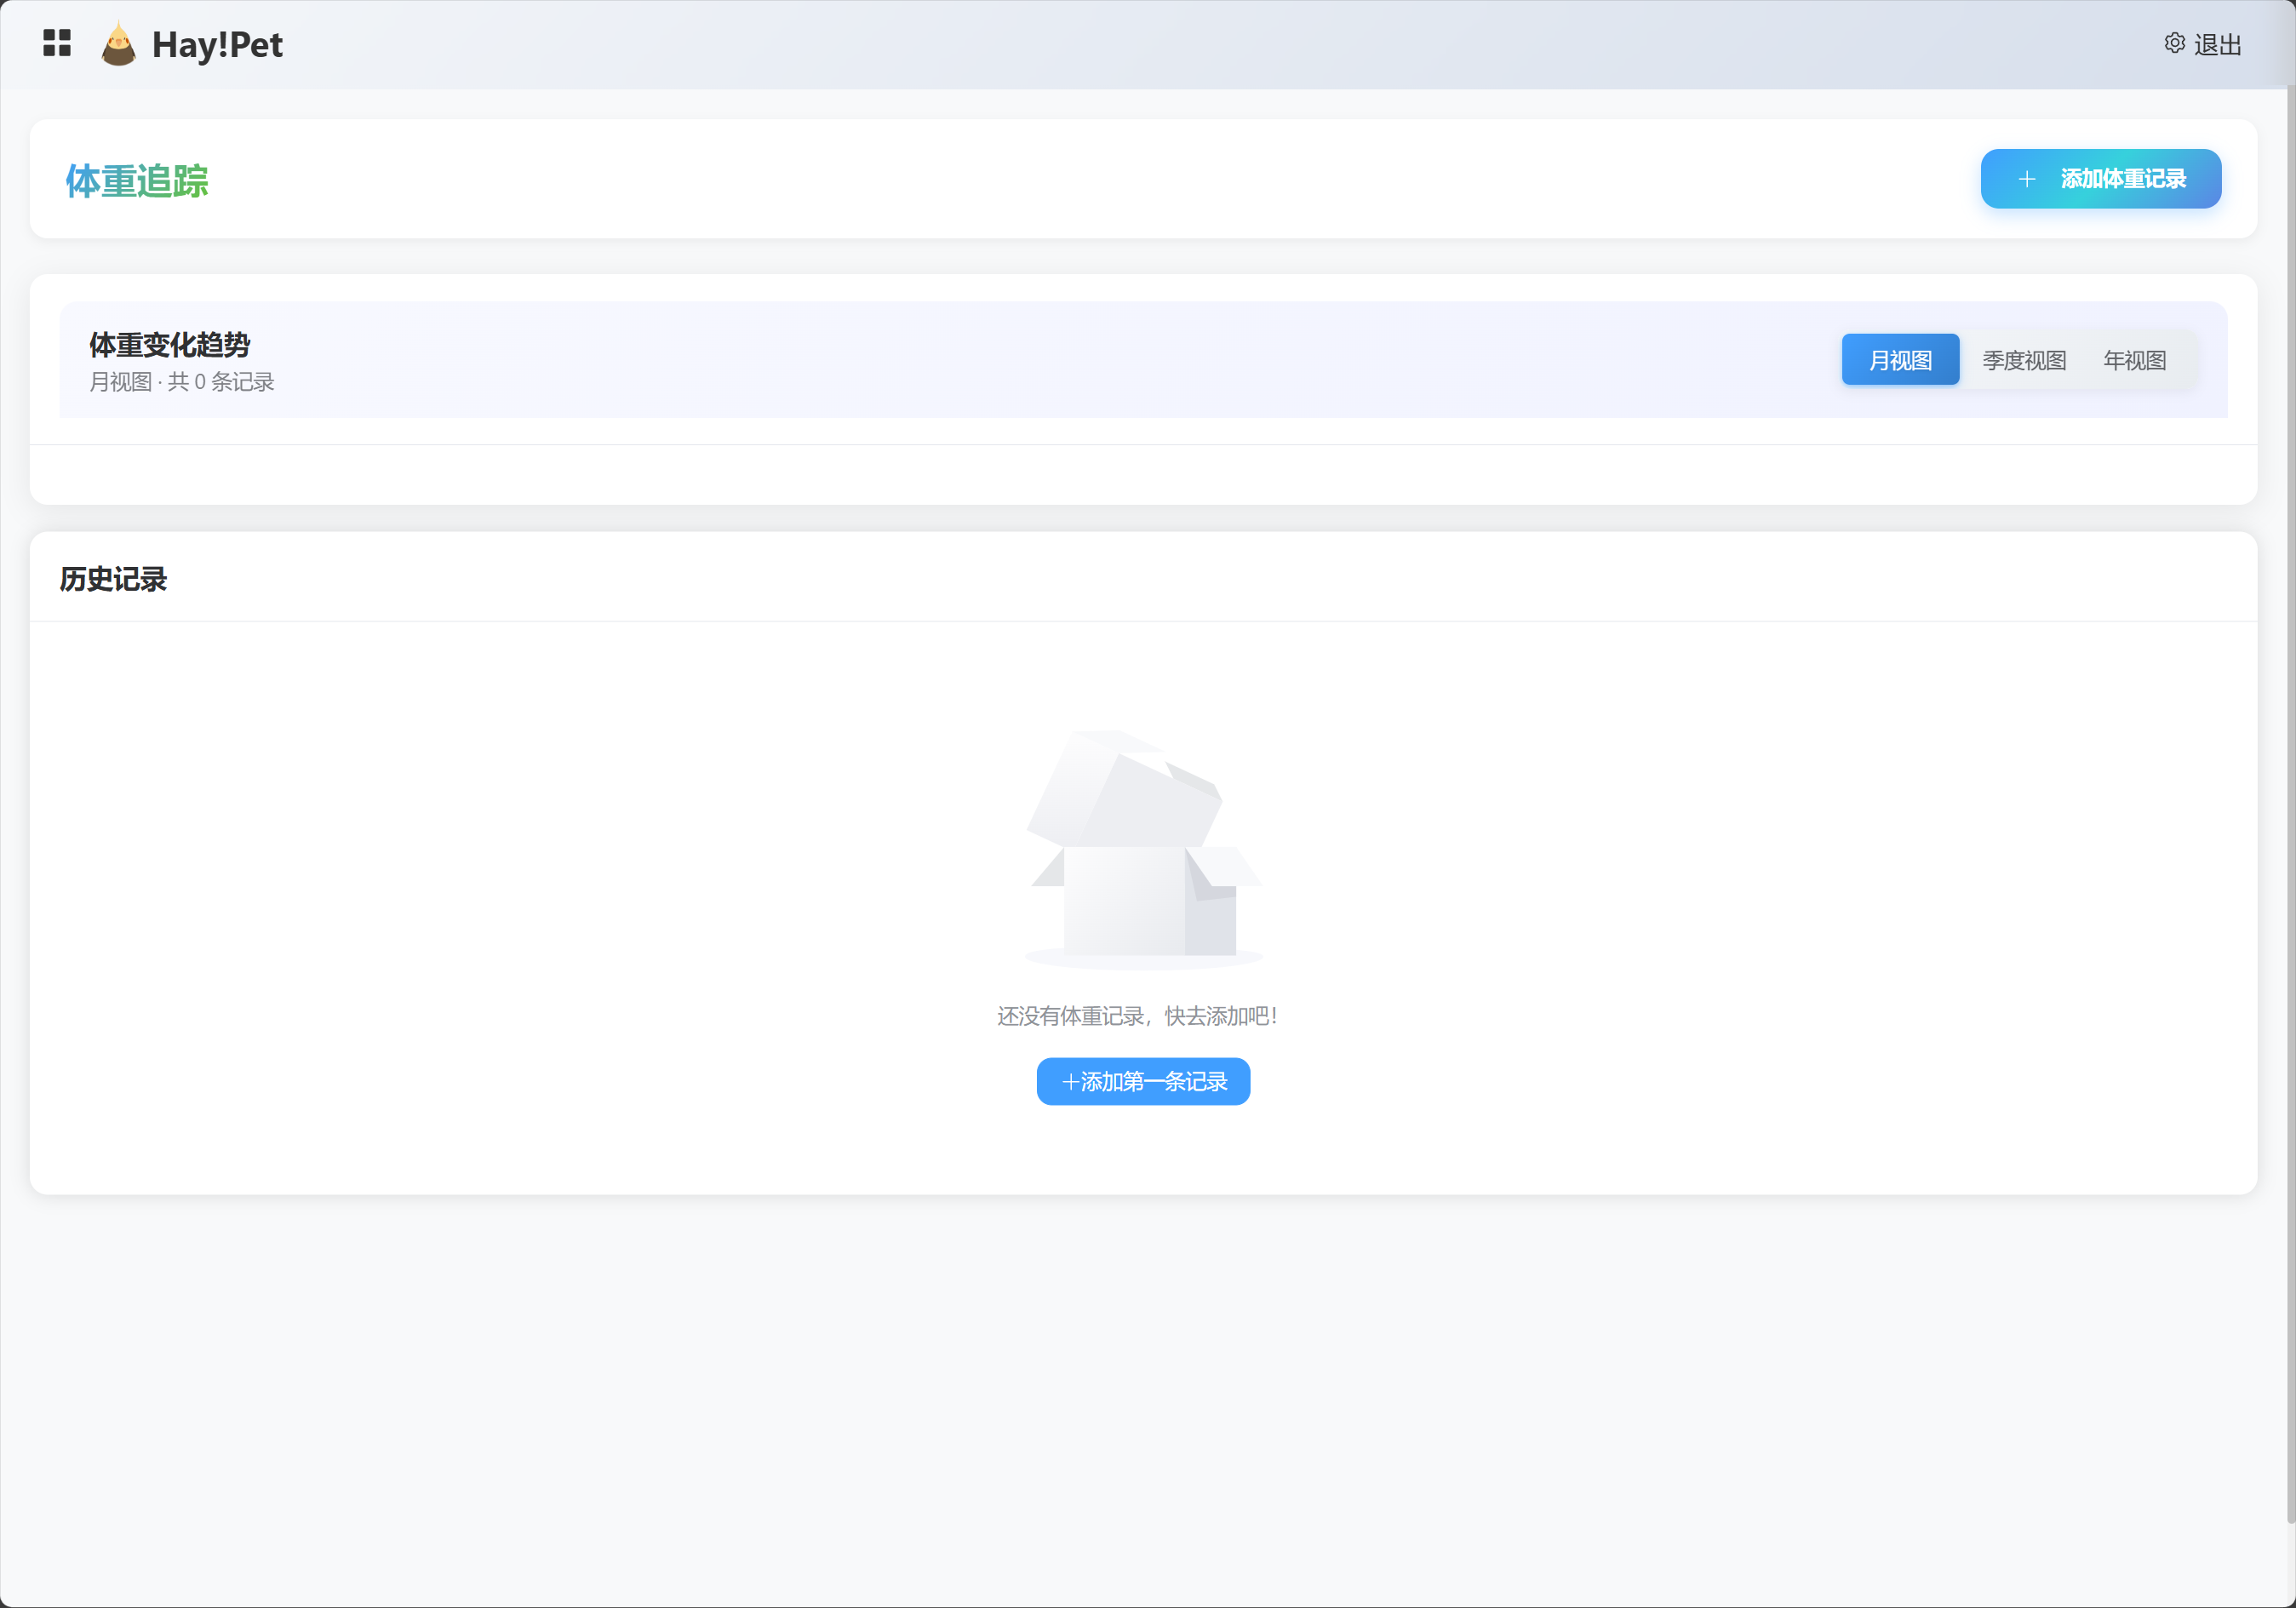 Hay!Pet
退出
体重追踪
添加体重记录
体重变化趋势
月视图 · 共 0 条记录
月视图
季度视图
年视图
历史记录
还没有体重记录，快去添加吧！
添加第一条记录